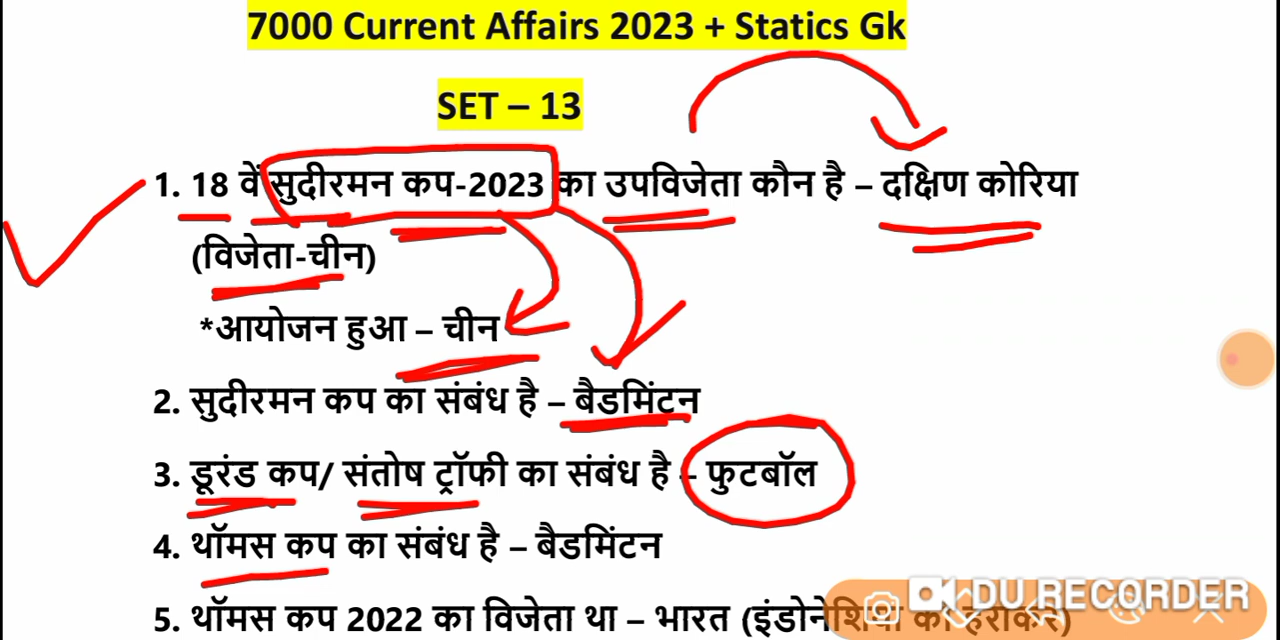 7000 Current Affairs 2023 + Statics Gk
SET – 13
1. 18 वें सुदीरमन कप-2023 का उपविजेता कौन है – दक्षिण कोरिया
(विजेता-चीन)
*आयोजन हुआ – चीन
2. सुदीरमन कप का संबंध है – बैडमिंटन
3. डूरंड कप/ संतोष ट्रॉफी का संबंध है – फुटबॉल
4. थॉमस कप का संबंध है – बैडमिंटन
5. थॉमस कप 2022 का विजेता था – भारत (इंडोनेशिया को हराकर)
DU RECORDER